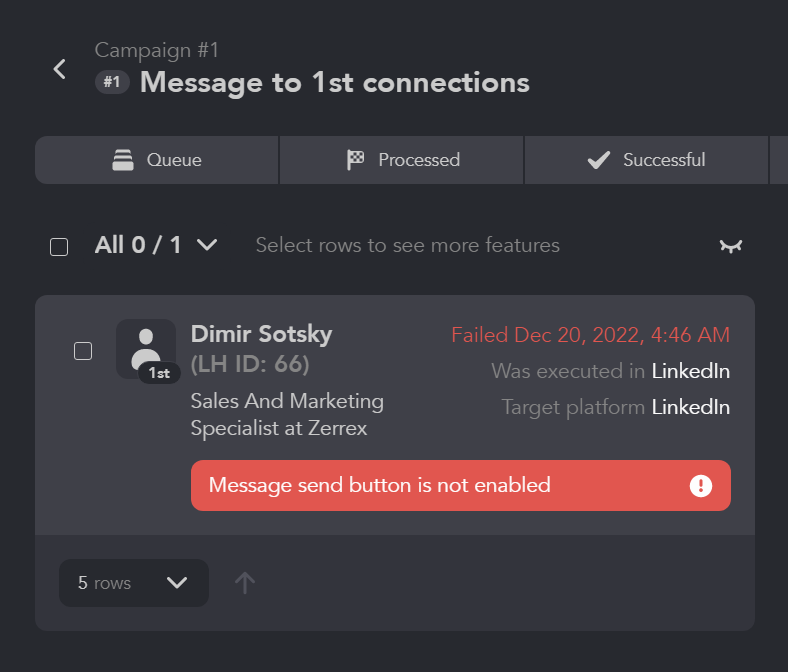 Campaign #1
#1 Message to 1st connections
Queue Processed Successful
All 0 / 1 Select rows to see more features
Dimir Sotsky
(LH ID: 66)
1st
Sales And Marketing
Specialist at Zerrex
Failed Dec 20, 2022, 4:46 AM
Was executed in LinkedIn
Target platform LinkedIn
Message send button is not enabled
5 rows